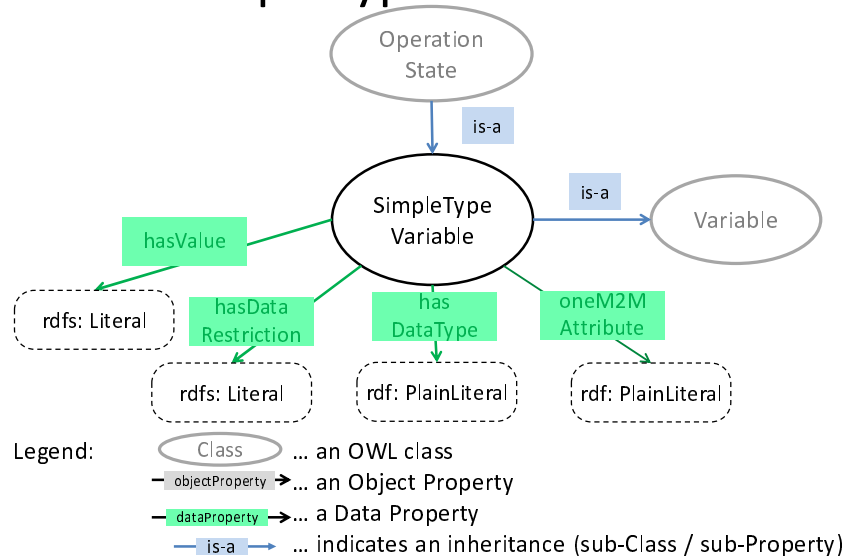 Operation
State
is-a
SimpleType
Variable
is-a
Variable
hasValue
rdfs: Literal
hasData
Restriction
has
DataType
oneM2M
Attribute
rdfs: Literal
rdf: PlainLiteral
rdf: PlainLiteral
Legend:
Class
... an OWL class
objectProperty
... an Object Property
dataProperty
... a Data Property
is-a
... indicates an inheritance (sub-Class / sub-Property)